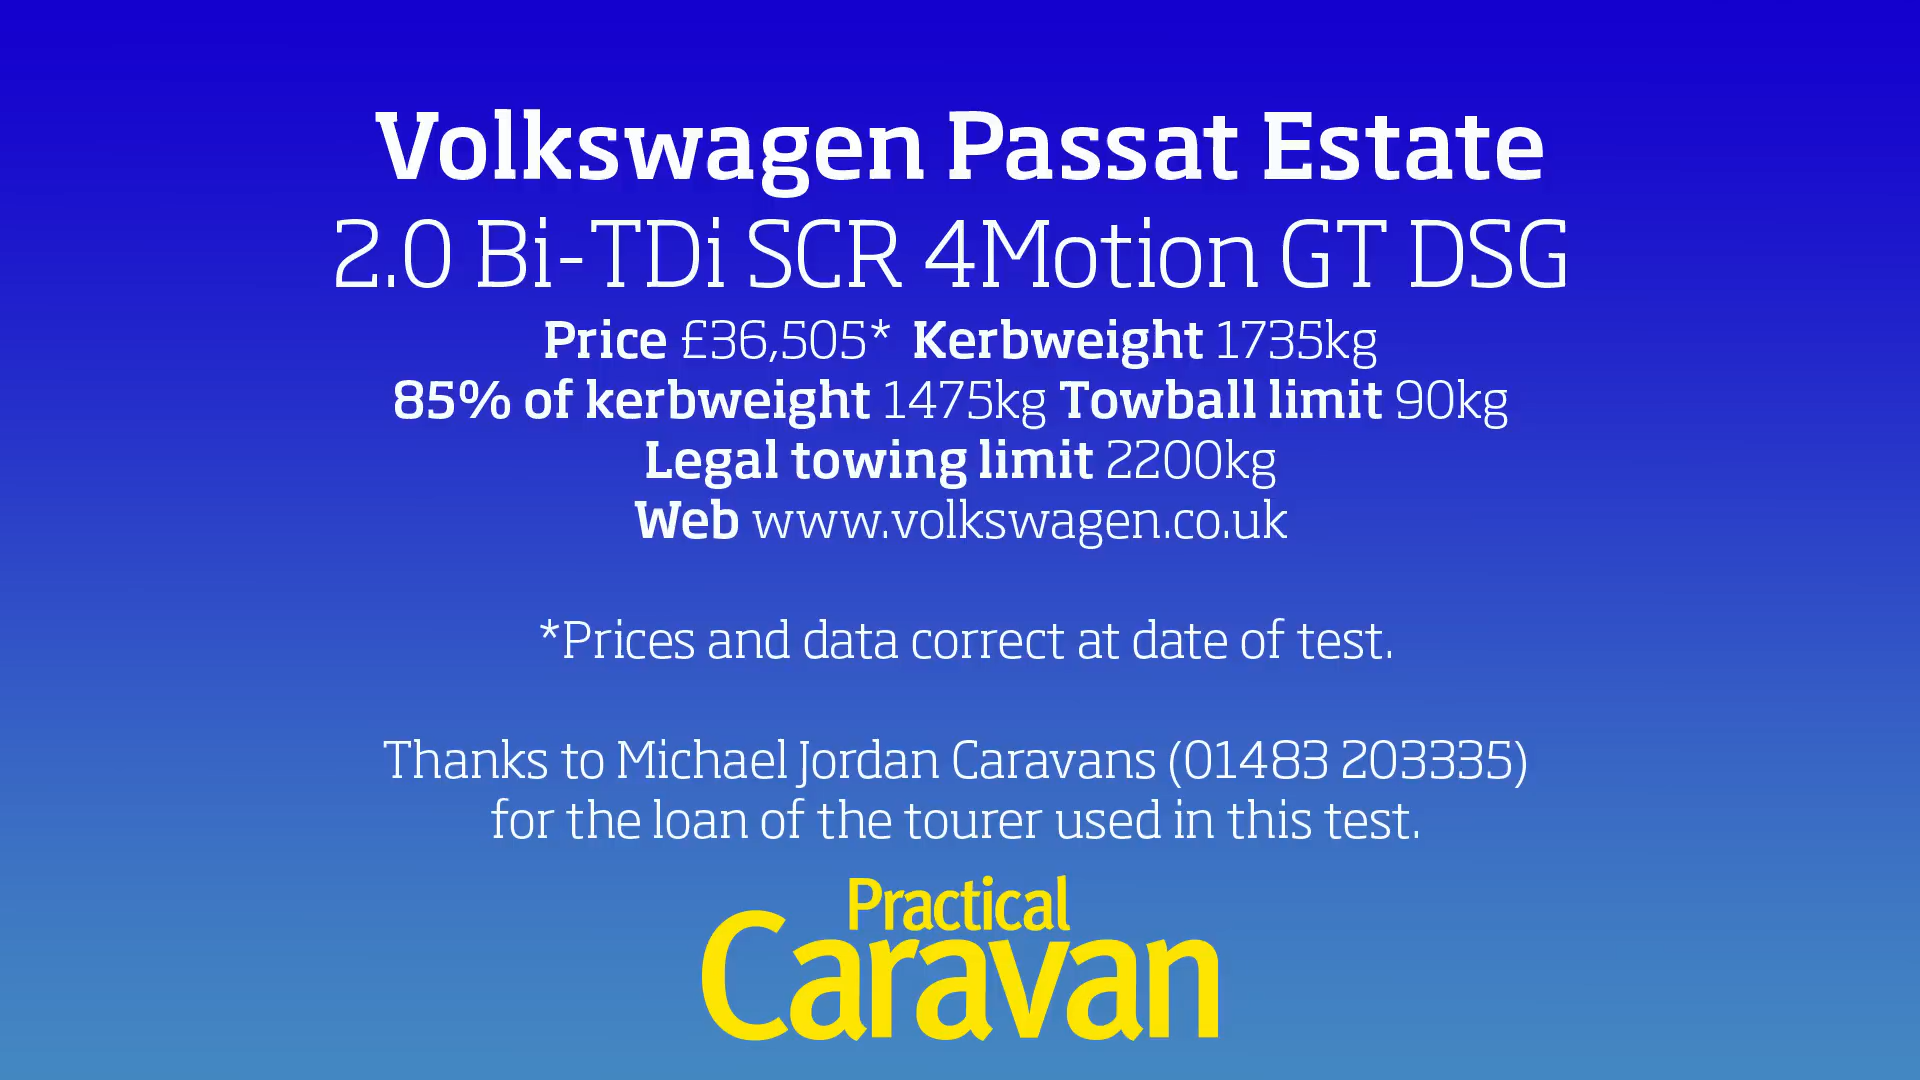 Volkswagen Passat Estate
2.0 Bi-TDi SCR 4Motion GT DSG
Price £36,505* Kerbweight 1735kg
85% of kerbweight 1475kg Towball limit 90kg
Legal towing limit 2200kg
Web www.volkswagen.co.uk
*Prices and data correct at date of test.
Thanks to Michael Jordan Caravans (01483 203335)
for the loan of the tourer used in this test.
Practical
Caravan